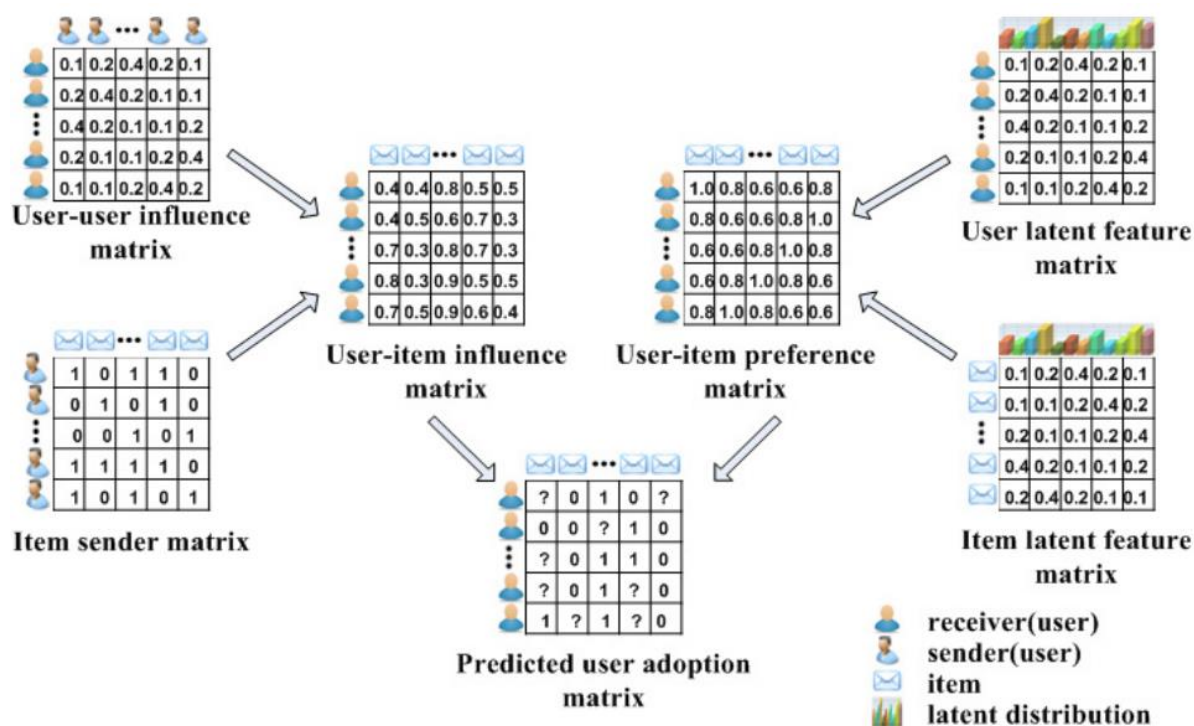 0.1 0.2 0.4 0.2 0.1
0.2 0.4 0.2 0.1 0.1
0.4 0.2 0.1 0.1 0.2
0.2 0.1 0.1 0.2 0.4
0.1 0.1 0.2 0.4 0.2
User-user influence
matrix
1 0 1 1 0
0 1 0 1 0
0 0 1 0 1
1 1 1 1 0
1 0 1 0 1
Item sender matrix
0.4 0.4 0.8 0.5 0.5
0.4 0.5 0.6 0.7 0.3
0.7 0.3 0.8 0.7 0.3
0.8 0.3 0.9 0.5 0.5
0.7 0.5 0.9 0.6 0.4
User-item influence
matrix
1.0 0.8 0.6 0.6 0.8
0.8 0.6 0.6 0.8 1.0
0.6 0.6 0.8 1.0 0.8
0.6 0.8 1.0 0.8 0.6
0.8 1.0 0.8 0.6 0.6
User-item preference
matrix
0.1 0.2 0.4 0.2 0.1
0.2 0.4 0.2 0.1 0.1
0.4 0.2 0.1 0.1 0.2
0.2 0.1 0.1 0.2 0.4
0.1 0.1 0.2 0.4 0.2
User latent feature
matrix
0.1 0.2 0.4 0.2 0.1
0.1 0.1 0.2 0.4 0.2
0.2 0.1 0.1 0.2 0.4
0.4 0.2 0.1 0.1 0.2
0.2 0.4 0.2 0.1 0.1
Item latent feature
matrix
? 0 1 0 ?
0 0 ? 1 0
? 0 1 1 0
? 0 1 ? 0
1 ? 1 ? 0
Predicted user adoption
matrix
receiver(user)
sender(user)
item
latent distribution